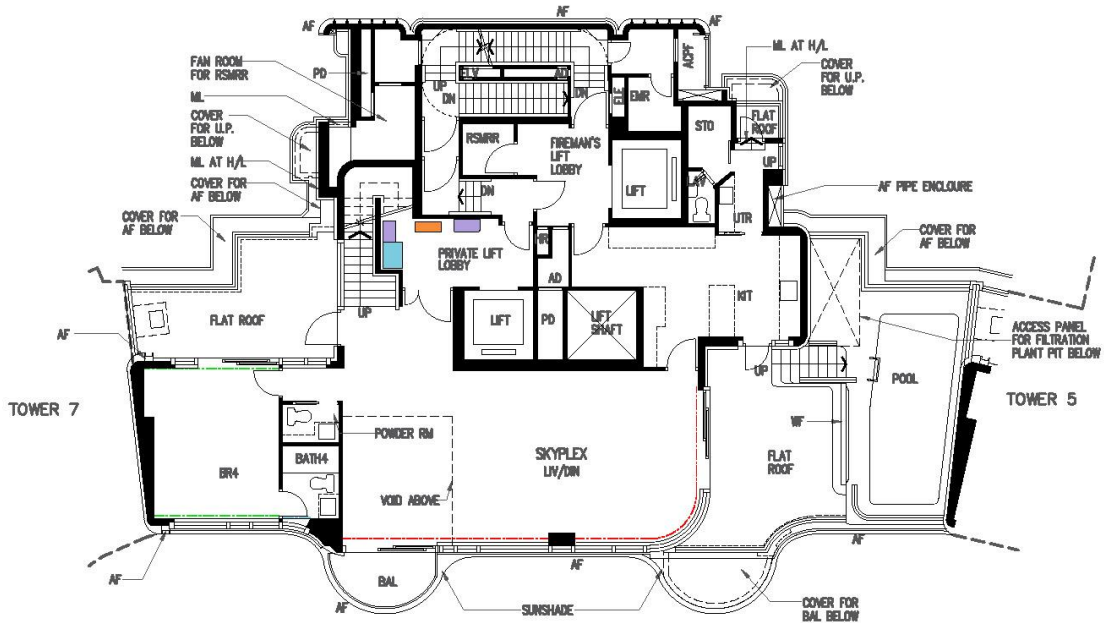 AF
AF
AF
ML AT H/L
FAN ROOM
FOR RSMRR
PD
ELV
AD
ACPF
COVER
FOR U.P.
BELOW
UP
DN
DN
ELE
EMR
ML
COVER
FOR U.P.
BELOW
RSMRR
FIREMAN'S
LIFT
LOBBY
STO
FLAT
ROOF
ML AT H/L
UP
COVER FOR
AF BELOW
DN
LIFT
LAV
UTR
AF PIPE ENCLOURE
COVER FOR
AF BELOW
PRIVATE LIFT
LOBBY
HR
AD
COVER FOR
AF BELOW
KIT
FLAT ROOF
UP
LIFT
PD
LIFT
SHAFT
ACCESS PANEL
FOR FILTRATION
PLANT PIT BELOW
AF
UP
POOL
TOWER 7
TOWER 5
POWDER RM
WF
BR4
BATH4
SKYPLEX
LIV/DIN
FLAT
ROOF
VOID ABOVE
AF
AF
BAL
AF
AF
SUNSHADE
COVER FOR
BAL BELOW